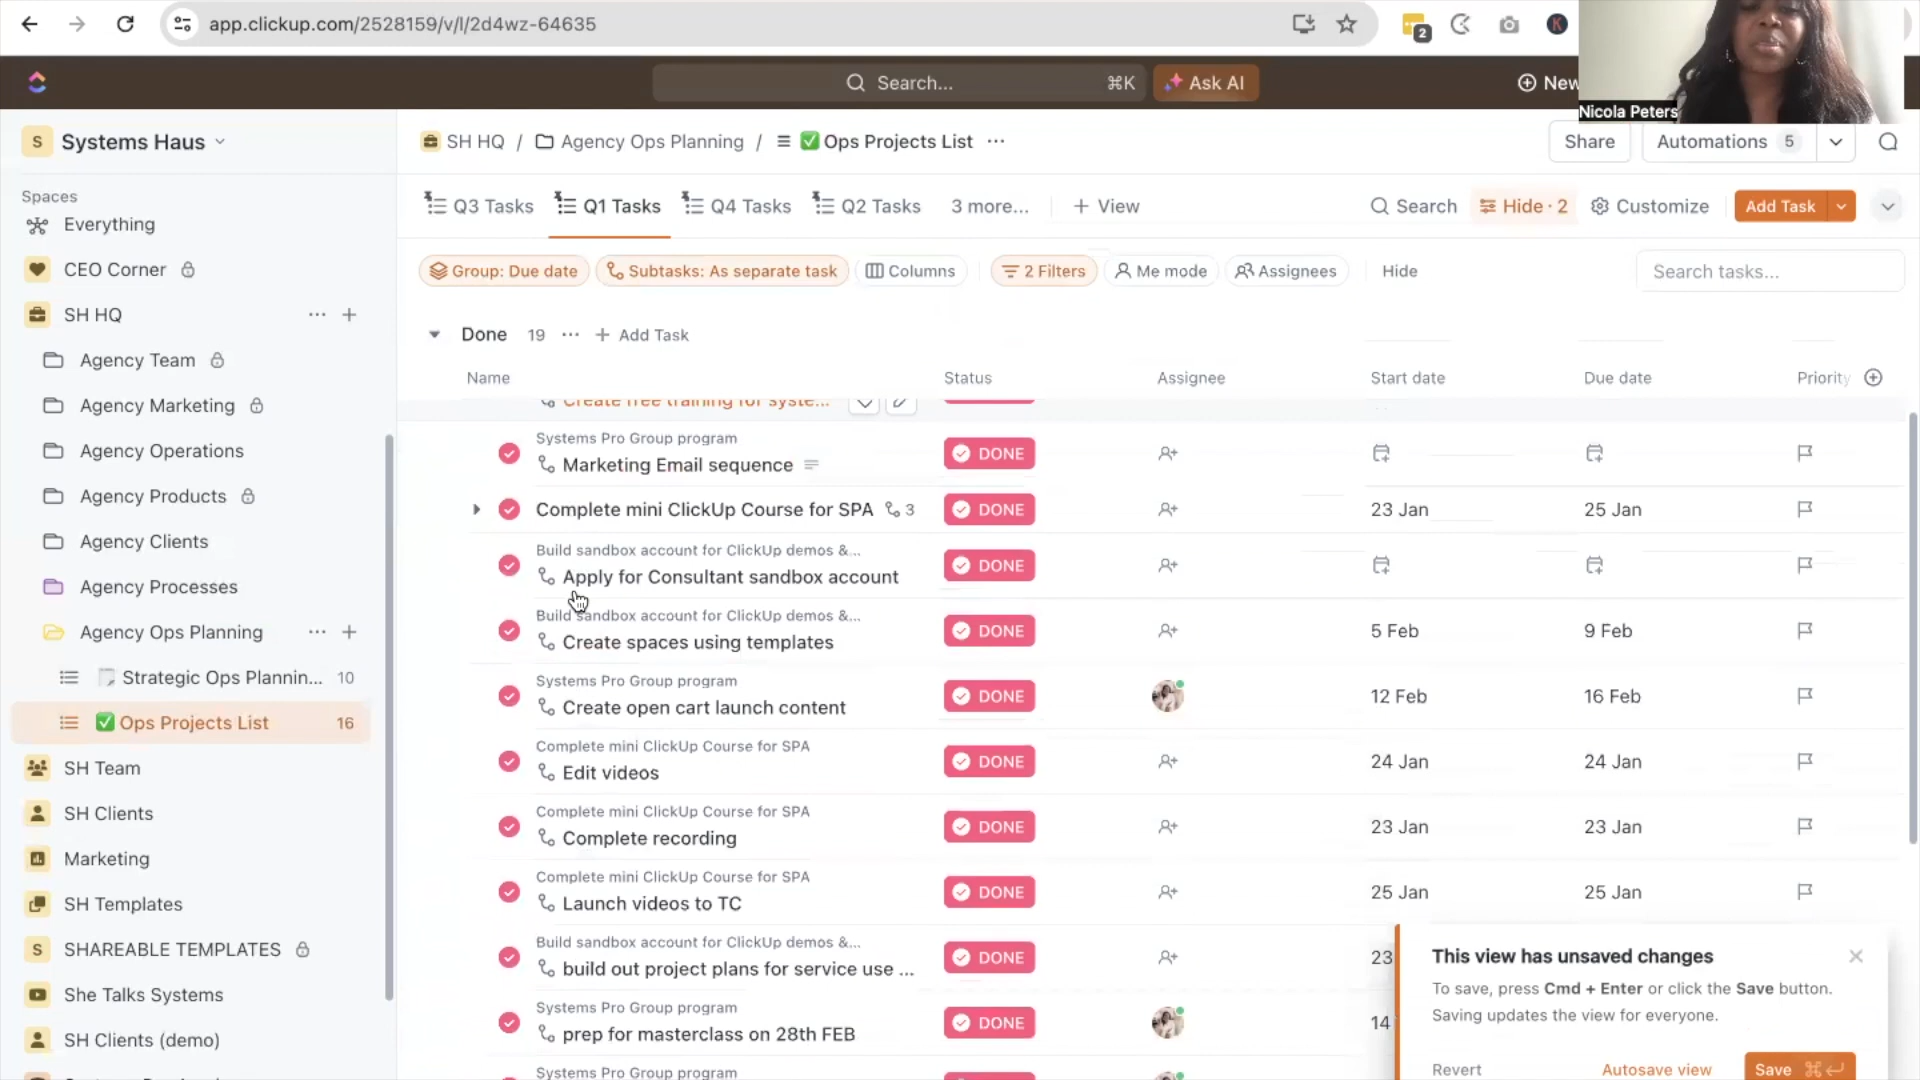 app.clickup.com/2528159/v/l/2d4wz-64635
2
K
Search...
⌘K
Ask AI
New
Nicola Peters
S
Systems Haus
SH HQ / Agency Ops Planning / ✅ Ops Projects List ...
Share
Automations 5
Spaces
Everything
CEO Corner
SH HQ
Agency Team
Agency Marketing
Agency Operations
Agency Products
Agency Clients
Agency Processes
Agency Ops Planning
Strategic Ops Plannin... 10
✅ Ops Projects List 16
SH Team
SH Clients
Marketing
SH Templates
S SHAREABLE TEMPLATES
She Talks Systems
SH Clients (demo)
Q3 Tasks
Q1 Tasks
Q4 Tasks
Q2 Tasks
3 more...
+ View
Search
Hide · 2
Customize
Add Task
Group: Due date
Subtasks: As separate task
Columns
2 Filters
Me mode
Assignees
Hide
Search tasks...
Done 19 ... + Add Task
Name
Status
Assignee
Start date
Due date
Priority
Create free training for syste...
Systems Pro Group program
Marketing Email sequence
DONE
Complete mini ClickUp Course for SPA 3
DONE
23 Jan
25 Jan
Build sandbox account for ClickUp demos &...
Apply for Consultant sandbox account
DONE
Build sandbox account for ClickUp demos &...
Create spaces using templates
DONE
5 Feb
9 Feb
Systems Pro Group program
Create open cart launch content
DONE
12 Feb
16 Feb
Complete mini ClickUp Course for SPA
Edit videos
DONE
24 Jan
24 Jan
Complete mini ClickUp Course for SPA
Complete recording
DONE
23 Jan
23 Jan
Complete mini ClickUp Course for SPA
Launch videos to TC
DONE
25 Jan
25 Jan
Build sandbox account for ClickUp demos &...
build out project plans for service use ...
DONE
23
Systems Pro Group program
prep for masterclass on 28th FEB
DONE
14
Systems Pro Group program
This view has unsaved changes
To save, press Cmd + Enter or click the Save button.
Saving updates the view for everyone.
Revert
Autosave view
Save ⌘↵